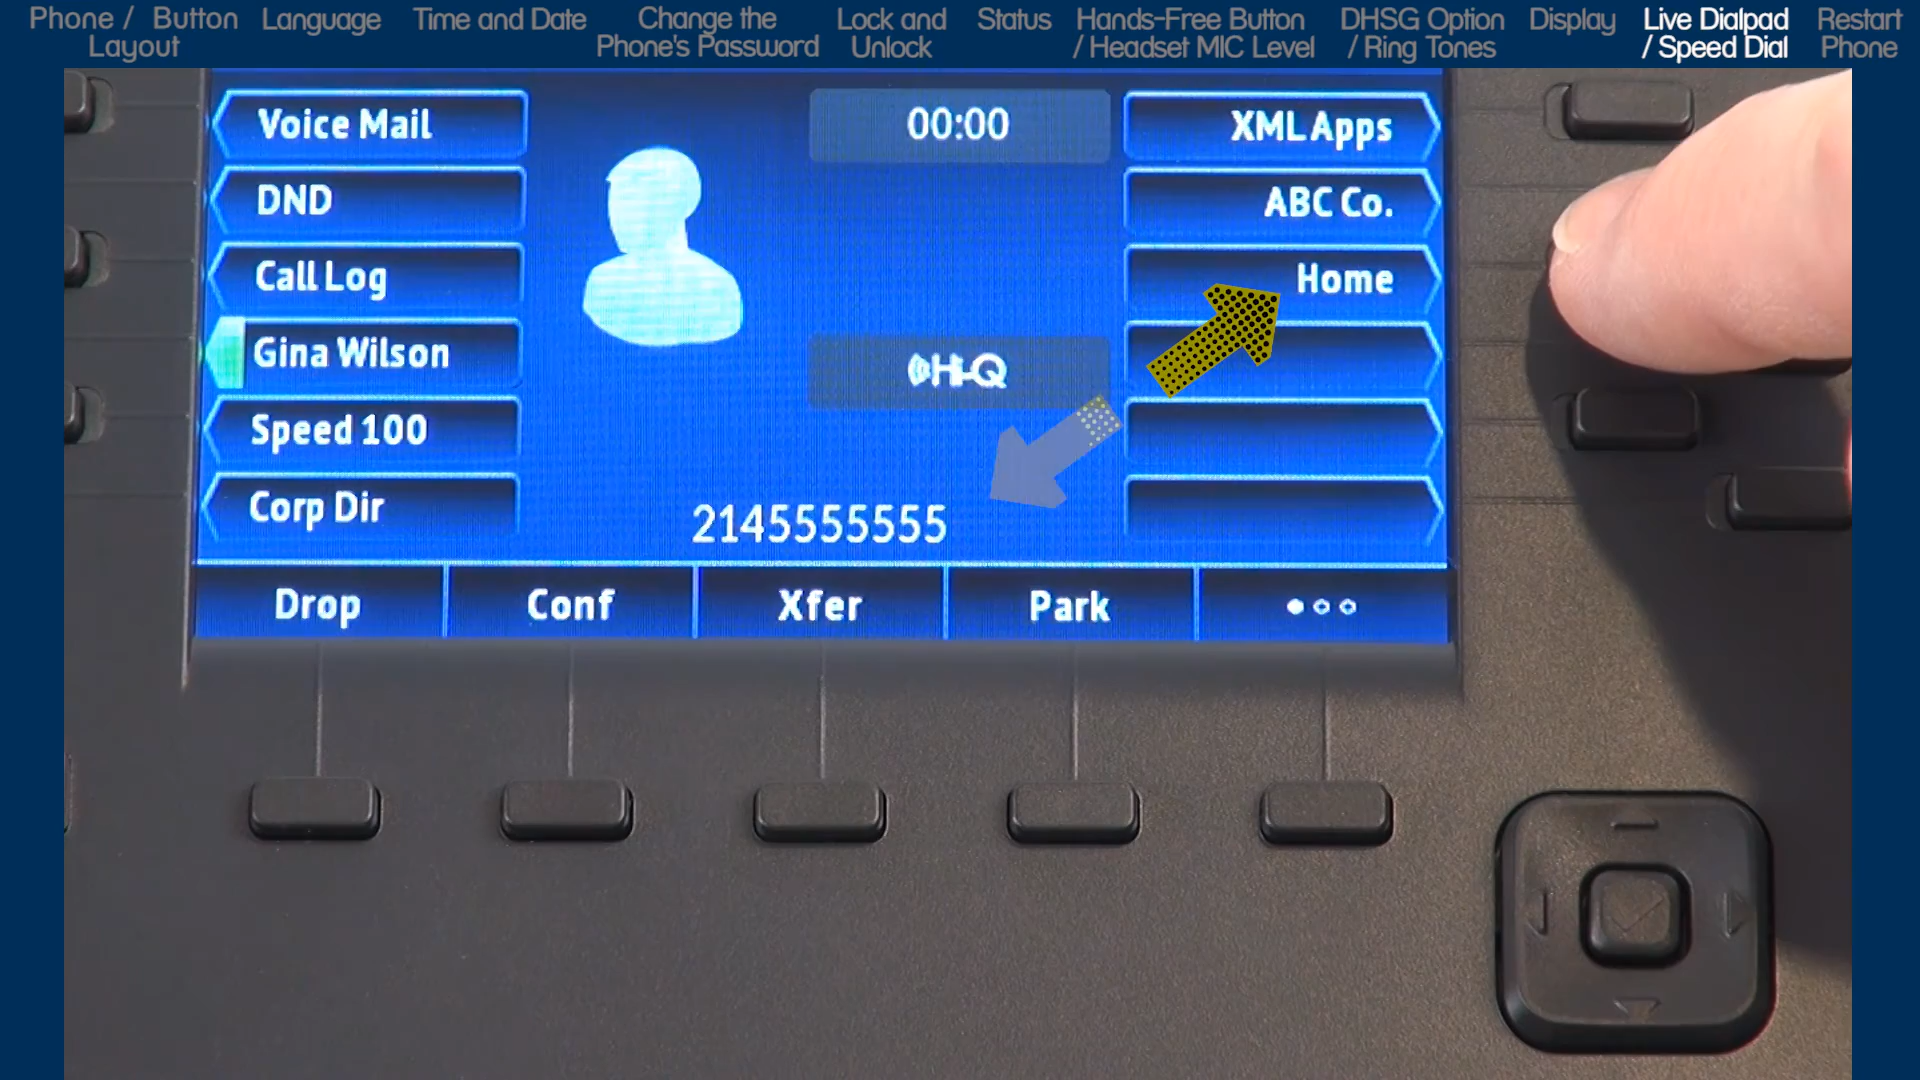 Phone / Button
Layout
Language
Time and Date
Change the
Phone's Password
Lock and
Unlock
Status
Hands-Free Button
/ Headset MIC Level
DHSG Option
/ Ring Tones
Display
Live Dialpad
/ Speed Dial
Restart
Phone
Voice Mail
DND
Call Log
Gina Wilson
Speed 100
Corp Dir
00:00
Hi-Q
2145555555
XML Apps
ABC Co.
Home
Drop
Conf
Xfer
Park